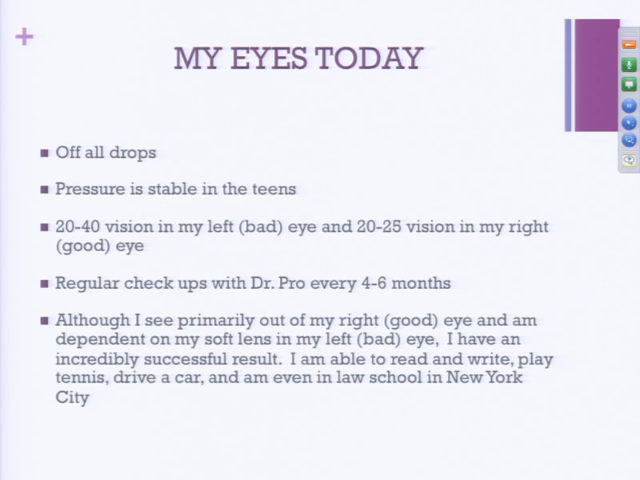 MY EYES TODAY
Off all drops
Pressure is stable in the teens
20-40 vision in my left (bad) eye and 20-25 vision in my right
(good) eye
Regular check ups with Dr. Pro every 4-6 months
Although I see primarily out of my right (good) eye and am
dependent on my soft lens in my left (bad) eye, I have an
incredibly successful result. I am able to read and write, play
tennis, drive a car, and am even in law school in New York
City